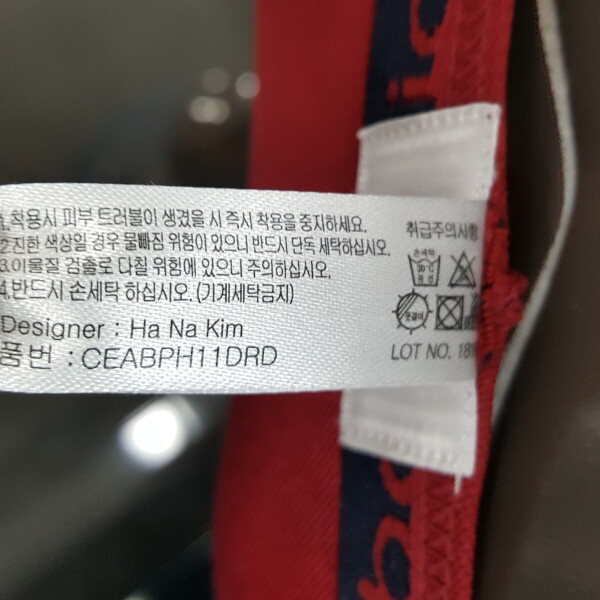 1.착용시 피부 트러블이 생겼을 시 즉시 착용을 중지하세요.
2.진한 색상일 경우 물빠짐 위험이 있으니 반드시 단독 세탁하십시오.
3.이물질 검출로 다칠 위험에 있으니 주의하십시오.
4.반드시 손세탁 하십시오. (기계세탁금지)
Designer : Ha Na Kim
품번 : CEABPH11DRD
취급주의사항
손세탁
LOT NO.